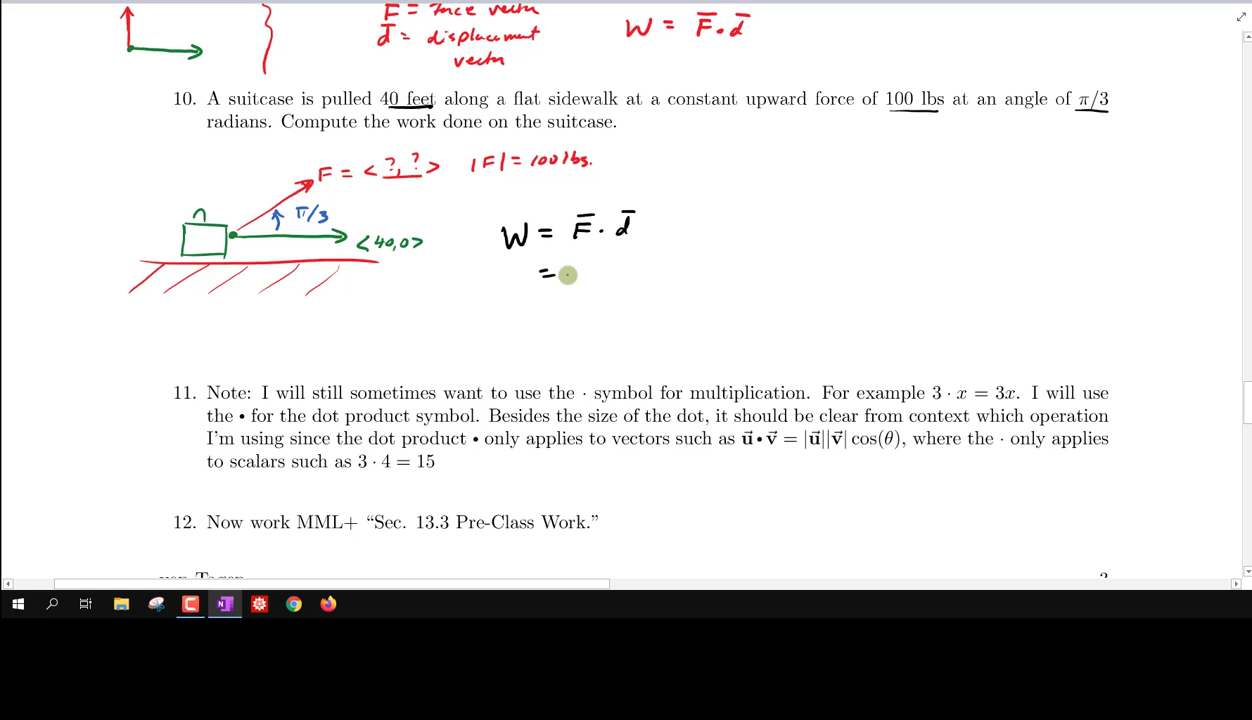 F = force vector
d̄ = displacement
vector
W = F̄ • d̄
10. A suitcase is pulled 40 feet along a flat sidewalk at a constant upward force of 100 lbs at an angle of π/3
radians. Compute the work done on the suitcase.
F = < ?, ? > |F| = 100 lbs.
π/3
<40,0>
W = F̄ · d̄
=
11. Note: I will still sometimes want to use the · symbol for multiplication. For example 3 · x = 3x. I will use
the • for the dot product symbol. Besides the size of the dot, it should be clear from context which operation
I'm using since the dot product • only applies to vectors such as u⃗ • v⃗ = |u⃗||v⃗| cos(θ), where the · only applies
to scalars such as 3 · 4 = 15
12. Now work MML+ “Sec. 13.3 Pre-Class Work.”